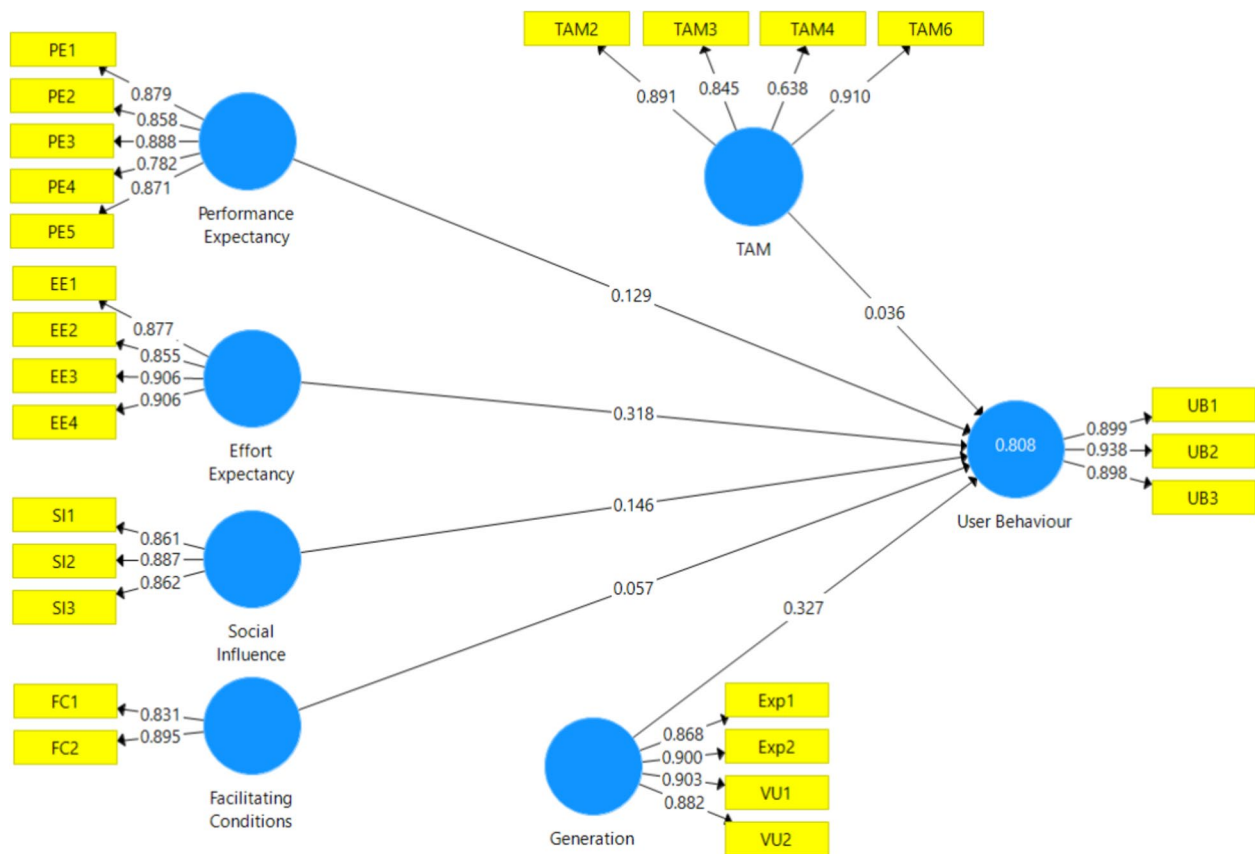 PE1
PE2
PE3
PE4
PE5
0.879
0.858
0.888
0.782
0.871
Performance
Expectancy
TAM2
TAM3
TAM4
TAM6
0.891
0.845
0.638
0.910
TAM
EE1
EE2
EE3
EE4
0.877
0.855
0.906
0.906
Effort
Expectancy
SI1
SI2
SI3
0.861
0.887
0.862
Social
Influence
FC1
FC2
0.831
0.895
Facilitating
Conditions
0.129
0.036
0.318
0.146
0.057
0.327
0.808
User Behaviour
0.899
0.938
0.898
UB1
UB2
UB3
Generation
0.868
0.900
0.903
0.882
Exp1
Exp2
VU1
VU2